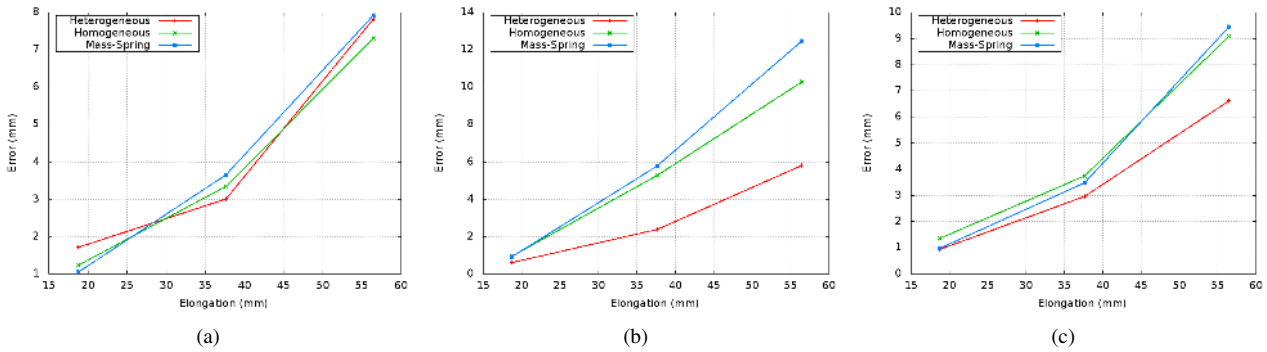 8
7
6
5
4
3
2
1
Error (mm)
Heterogeneous
Homogeneous
Mass-Spring
15 20 25 30 35 40 45 50 55 60
Elongation (mm)
(a)
14
12
10
8
6
4
2
0
Error (mm)
Heterogeneous
Homogeneous
Mass-Spring
15 20 25 30 35 40 45 50 55 60
Elongation (mm)
(b)
10
9
8
7
6
5
4
3
2
1
0
Error (mm)
Heterogeneous
Homogeneous
Mass-Spring
15 20 25 30 35 40 45 50 55 60
Elongation (mm)
(c)